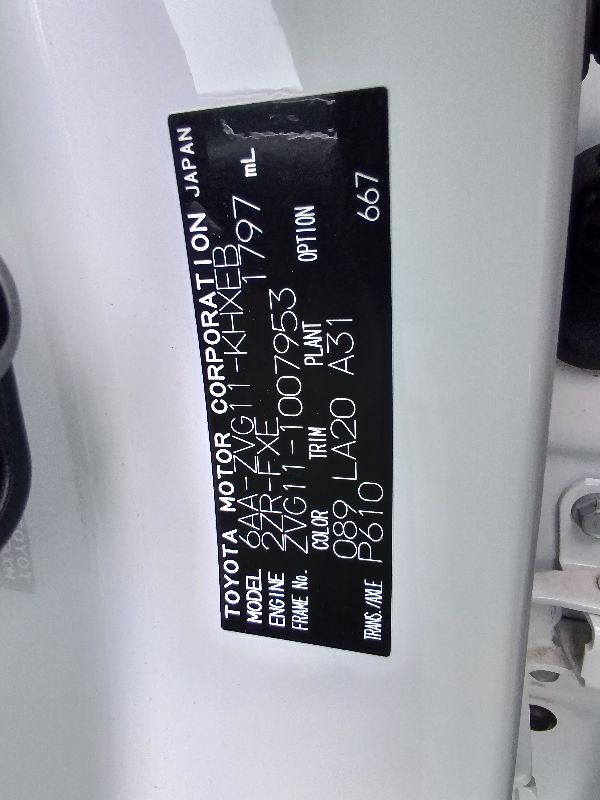 TOYOTA MOTOR CORPORATION JAPAN
MODEL 6AA-ZVG11-KHXEB
ENGINE 2ZR-FXE 1797 mL
FRAME No. ZVG11-1007953
COLOR TRIM PLANT OPTION
089 LA20 A31
TRANS./AXLE P610 667